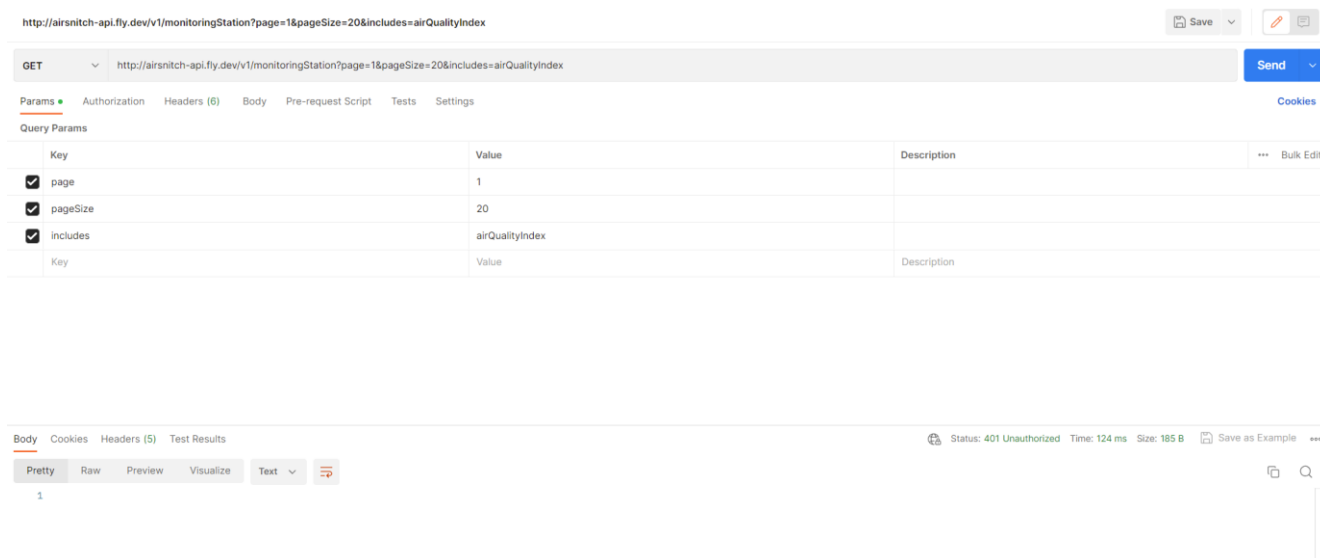 http://airsnitch-api.fly.dev/v1/monitoringStation?page=1&pageSize=20&includes=airQualityIndex Save
GET http://airsnitch-api.fly.dev/v1/monitoringStation?page=1&pageSize=20&includes=airQualityIndex Send
Params Authorization Headers (6) Body Pre-request Script Tests Settings Cookies
Query Params
Key Value Description Bulk Edit
page 1
pageSize 20
includes airQualityIndex
Key Value Description
Body Cookies Headers (5) Test Results Status: 401 Unauthorized Time: 124 ms Size: 185 B Save as Example
Pretty Raw Preview Visualize Text
1